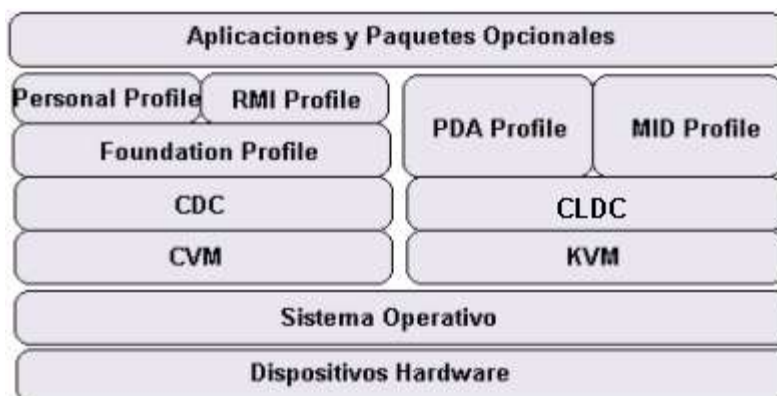 Aplicaciones y Paquetes Opcionales
Personal Profile
RMI Profile
PDA Profile
MID Profile
Foundation Profile
CDC
CLDC
CVM
KVM
Sistema Operativo
Dispositivos Hardware